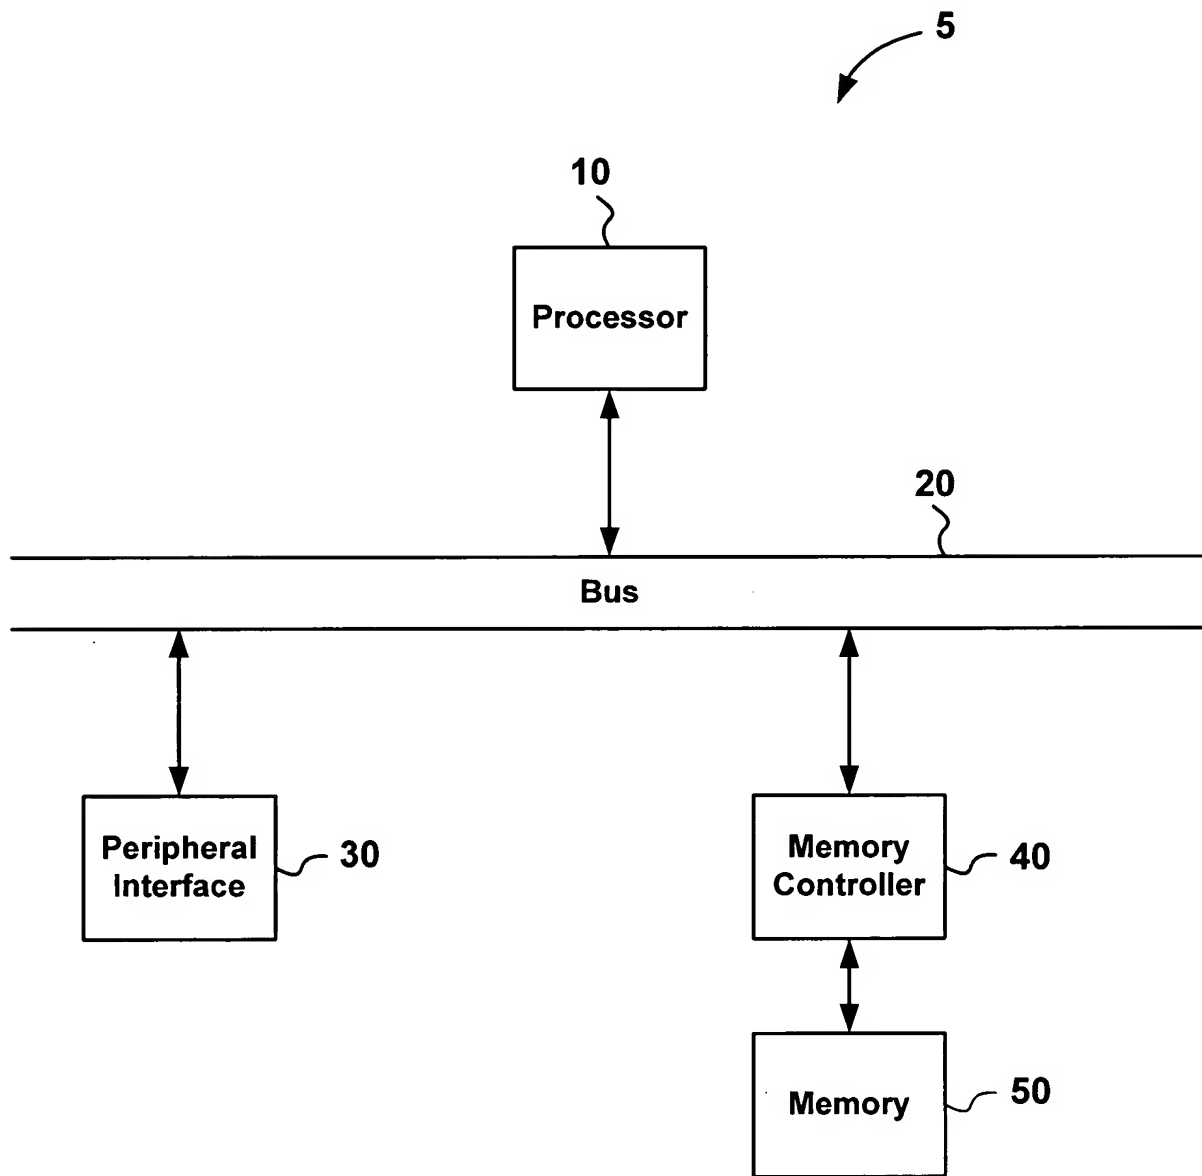 5
10
Processor
20
Bus
Peripheral
Interface
30
Memory
Controller
40
Memory
50